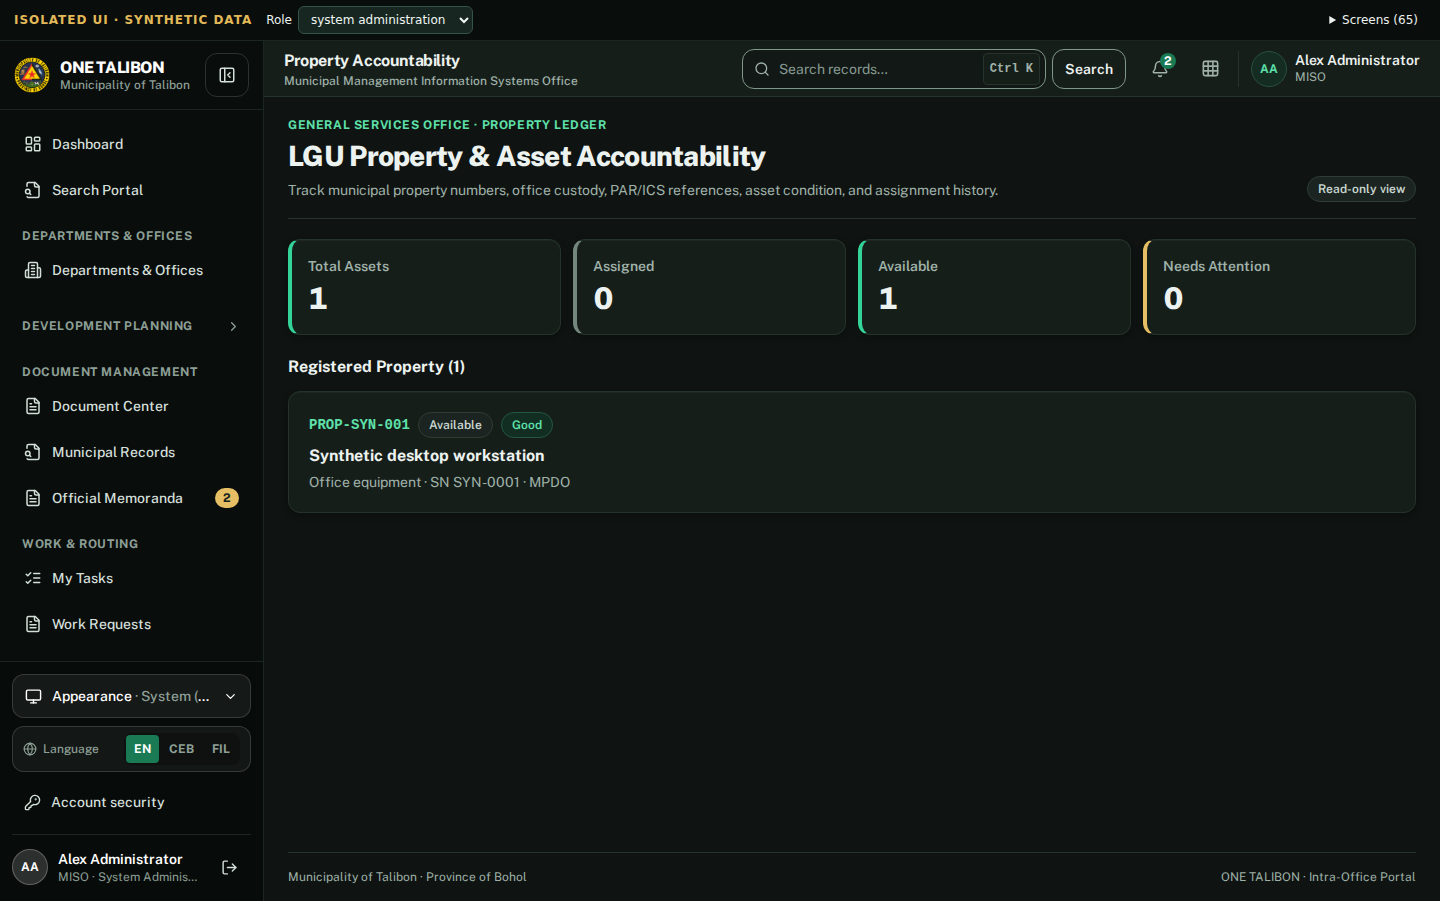 ISOLATED UI · SYNTHETIC DATA
Role
system administration
Screens (65)
ONE TALIBON
Municipality of Talibon
Property Accountability
Municipal Management Information Systems Office
Search records...
Ctrl K
Search
2
AA
Alex Administrator
MISO
Dashboard
Search Portal
DEPARTMENTS & OFFICES
Departments & Offices
DEVELOPMENT PLANNING
DOCUMENT MANAGEMENT
Document Center
Municipal Records
Official Memoranda
2
WORK & ROUTING
My Tasks
Work Requests
Appearance · System (...
Language
EN
CEB
FIL
Account security
AA
Alex Administrator
MISO · System Adminis...
GENERAL SERVICES OFFICE · PROPERTY LEDGER
LGU Property & Asset Accountability
Track municipal property numbers, office custody, PAR/ICS references, asset condition, and assignment history.
Read-only view
Total Assets
1
Assigned
0
Available
1
Needs Attention
0
Registered Property (1)
PROP-SYN-001
Available
Good
Synthetic desktop workstation
Office equipment · SN SYN-0001 · MPDO
Municipality of Talibon · Province of Bohol
ONE TALIBON · Intra-Office Portal